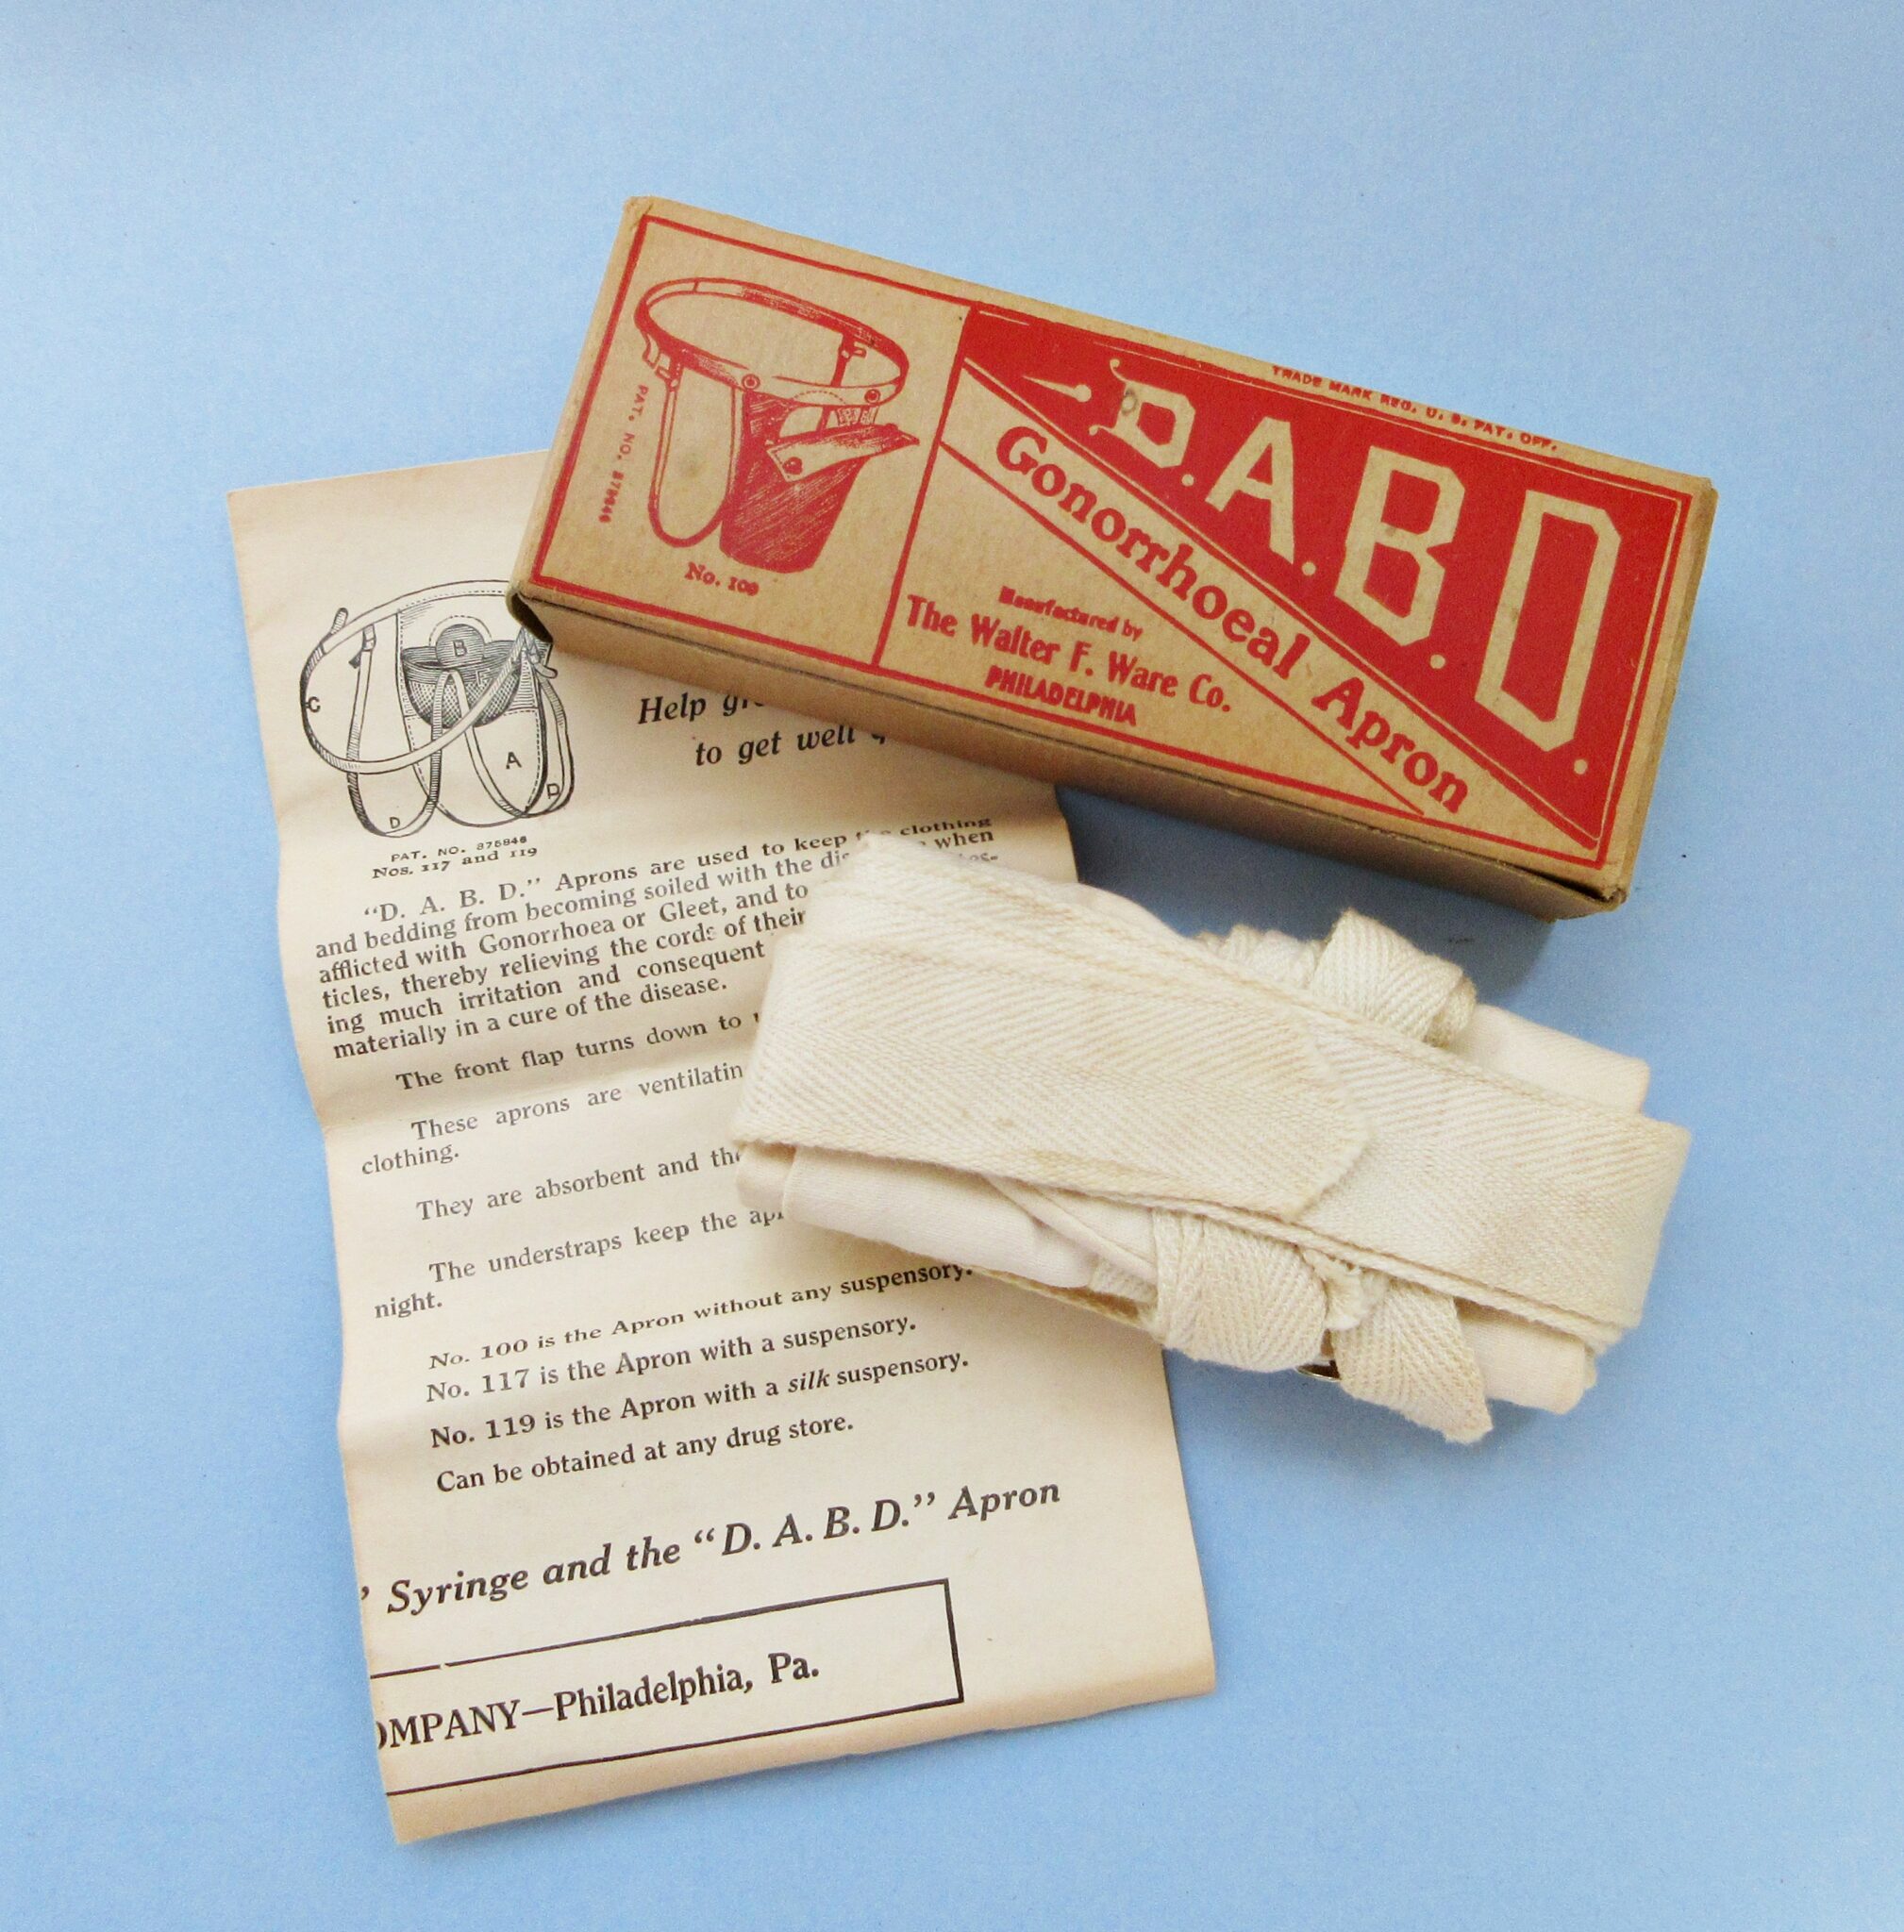 TRADE MARK REG. U. S. PAT. OFF.
D.A.B.D.
Gonorrhoeal Apron
Manufactured by
The Walter F. Ware Co.
PHILADELPHIA
PAT. NO.
No. 100
B
A
C
D
D
PAT. NO. 875846
Nos. 117 and 119
Help
to get well
"D. A. B. D." Aprons are used to keep clothing
and bedding from becoming soiled with the when
afflicted with Gonorrhoea or Gleet, and to
ticles, thereby relieving the cords of their
ing much irritation and consequent
materially in a cure of the disease.
The front flap turns down to
These aprons are
clothing.
They are absorbent and
The understraps keep the
night.
No. 100 is the Apron without any suspensory.
No. 117 is the Apron with a suspensory.
No. 119 is the Apron with a silk suspensory.
Can be obtained at any drug store.
" Syringe and the "D. A. B. D." Apron
OMPANY—Philadelphia, Pa.